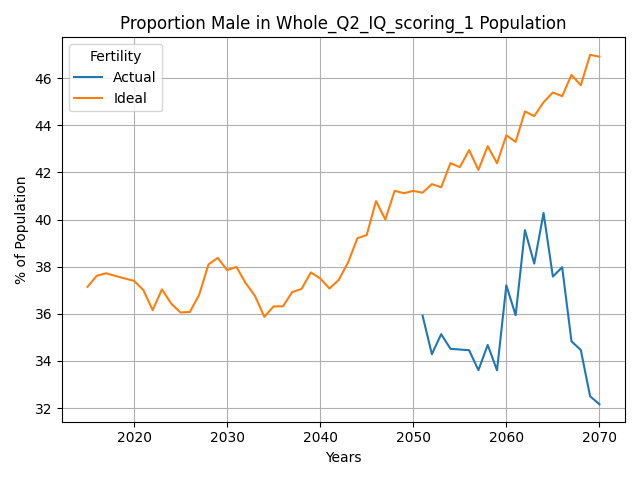 Proportion Male in Whole_Q2_IQ_scoring_1 Population
Fertility
Actual
Ideal
% of Population
46
44
42
40
38
36
34
32
2020
2030
2040
2050
2060
2070
Years